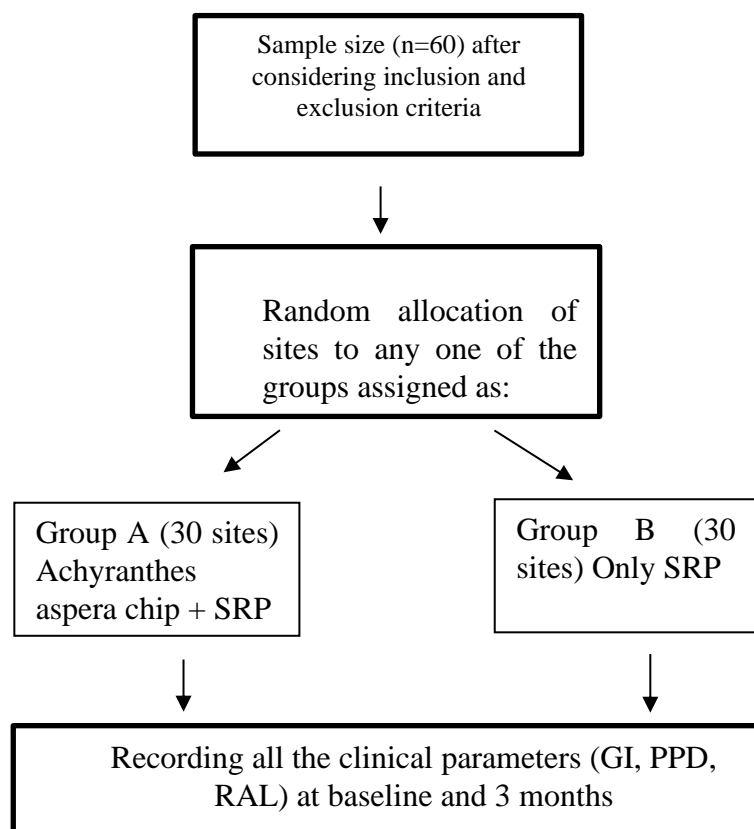 Sample size (n=60) after
considering inclusion and
exclusion criteria
Random allocation of
sites to any one of the
groups assigned as:
Group A (30 sites)
Achyranthes
aspera chip + SRP
Group B (30
sites) Only SRP
Recording all the clinical parameters (GI, PPD,
RAL) at baseline and 3 months